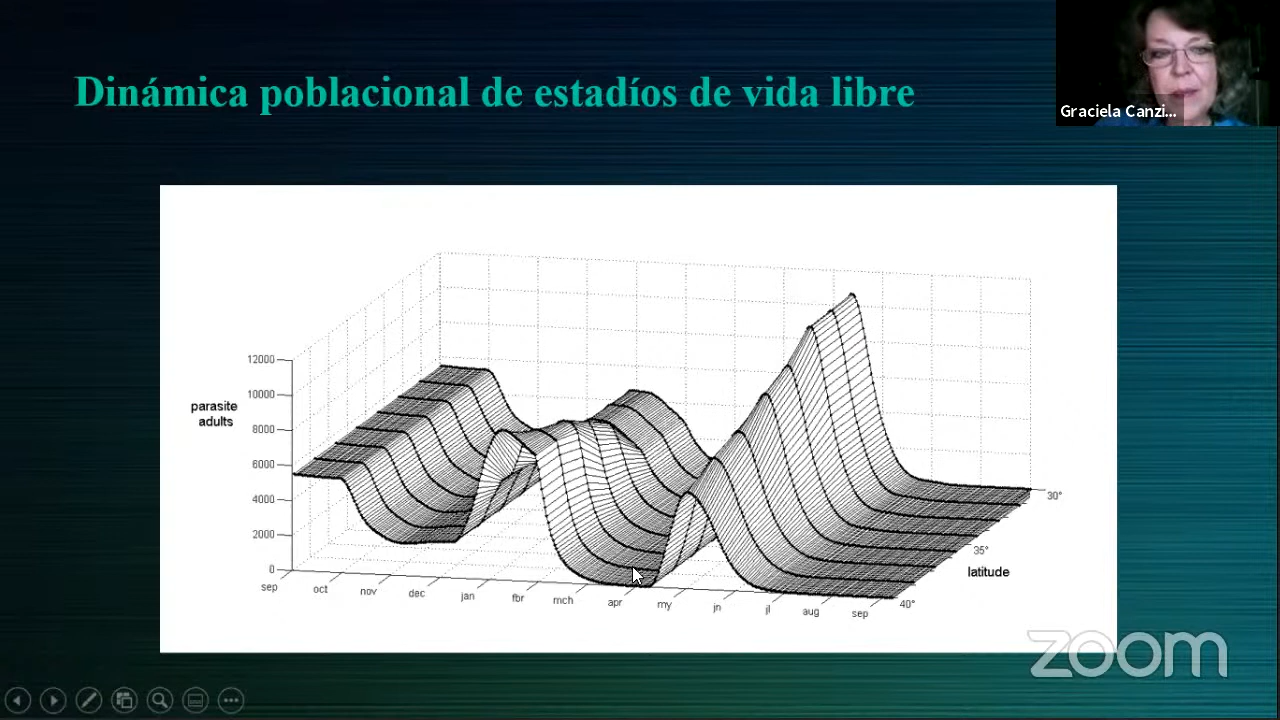 Dinámica poblacional de estadíos de vida libre
Graciela Canzi...
12000
10000
8000
6000
4000
2000
0
parasite
adults
sep
oct
nov
dec
jan
fbr
mch
apr
my
jn
jl
aug
sep
30°
35°
40°
latitude
zoom